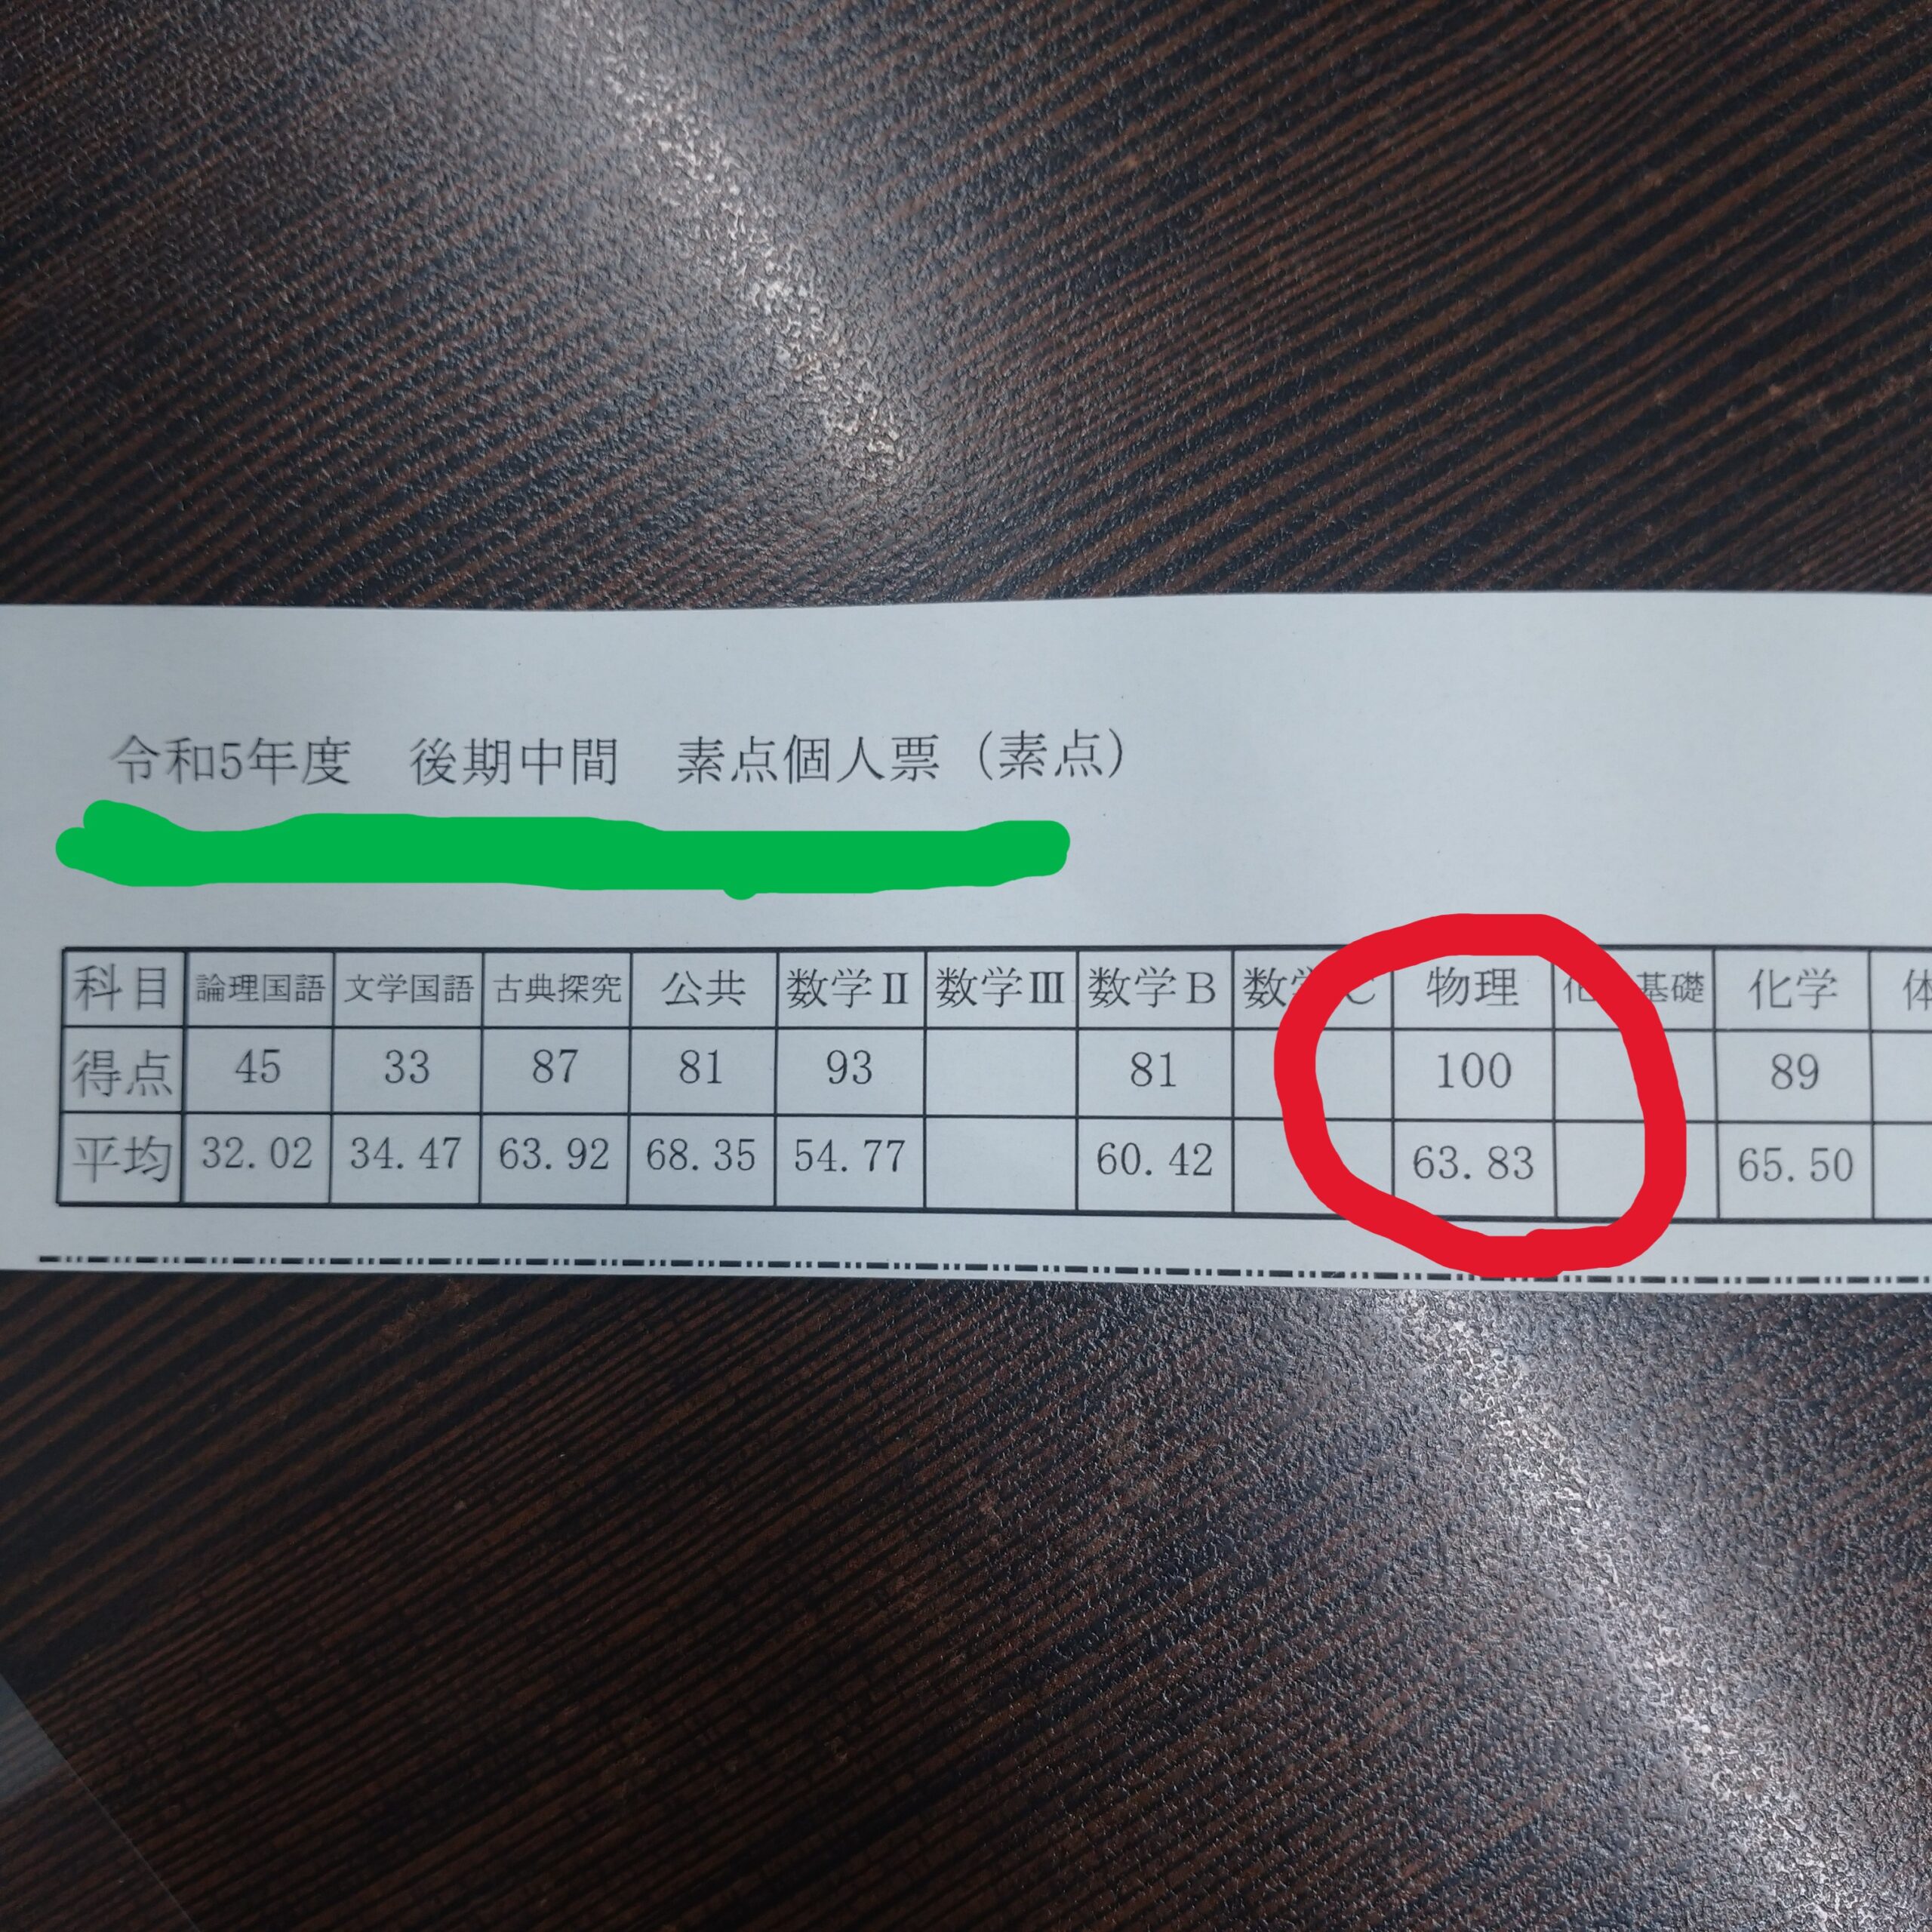 令和5年度 後期中間 素点個人票（素点）
科目 論理国語 文学国語 古典探究 公共 数学Ⅱ 数学Ⅲ 数学B 数学C 物理 基礎 化学
得点 45 33 87 81 93 81 100 89
平均 32.02 34.47 63.92 68.35 54.77 60.42 63.83 65.50